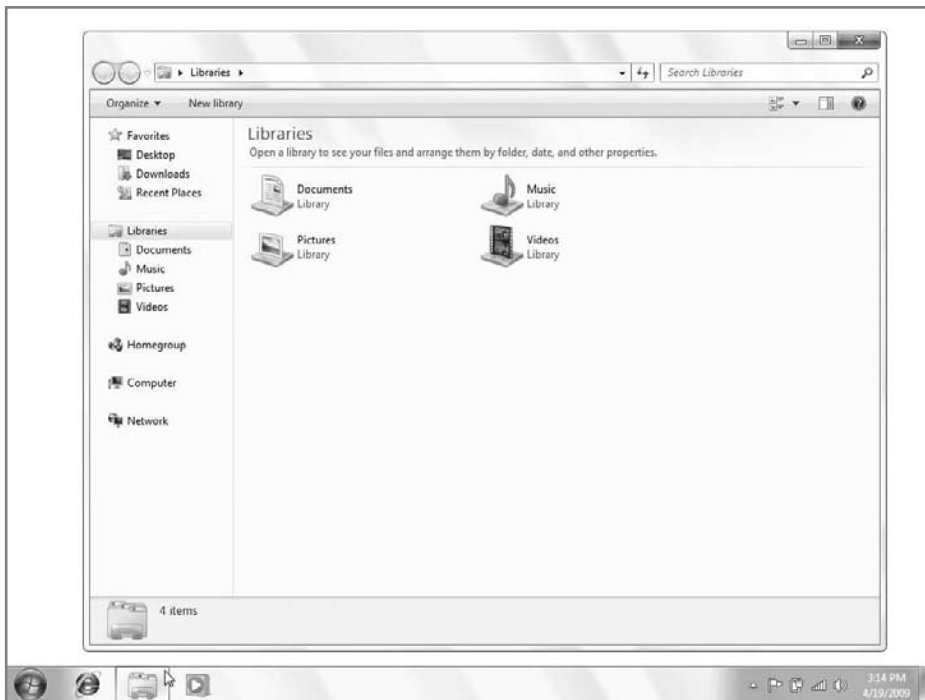 Libraries
Search Libraries
Organize
New library
Favorites
Desktop
Downloads
Recent Places
Libraries
Documents
Music
Pictures
Videos
Homegroup
Computer
Network
Libraries
Open a library to see your files and arrange them by folder, date, and other properties.
Documents
Library
Music
Library
Pictures
Library
Videos
Library
4 items
3:14 PM
4/19/2009